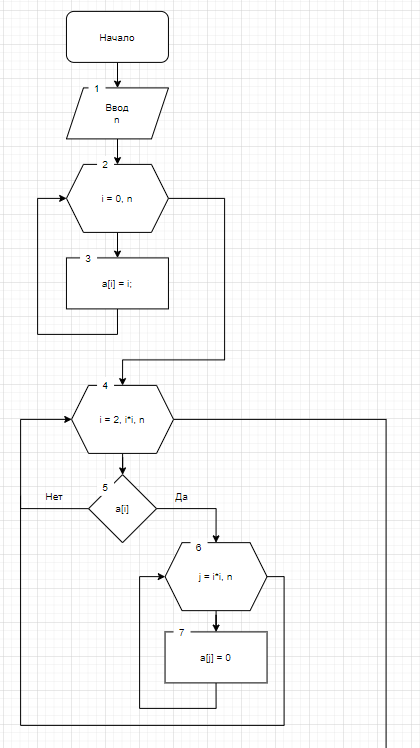 Начало
1
Ввод
n
2
i = 0, n
3
a[i] = i;
4
i = 2, i*i, n
5
a[i]
Нет
Да
6
j = i*i, n
7
a[j] = 0